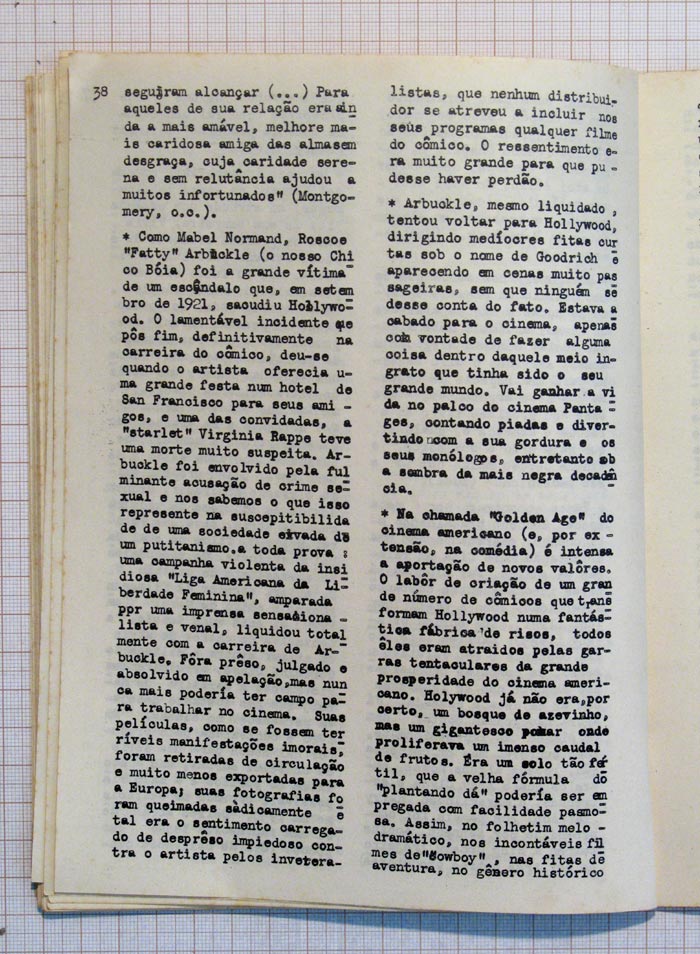 38
seguiram alcançar (...) Para
aqueles de sua relação era ain
da a mais amável, melhore ma-
is caridosa amiga das almasem
desgraça, cuja caridade sere-
na e sem relutância ajudou a
muitos infortunados" (Montgo-
mery, o.c.).
* Como Mabel Normand, Roscoe
"Fatty" Arbuckle (o nosso Chi
co Bóia) foi a grande vítima
de um escândalo que, em setem
bro de 1921, sacudiu Hollywo-
od. O lamentável incidente que
pôs fim, definitivamente na
carreira do cômico, deu-se
quando o artista oferecia u-
ma grande festa num hotel de
San Francisco para seus ami -
gos, e uma das convidadas, a
"starlet" Virginia Rappe teve
uma morte muito suspeita. Ar-
buckle foi envolvido pela ful
minante acusação de crime se-
xual e nos sabemos o que isso
represente na suscepitibilida
de de uma sociedade eivada de
um putitanismo.a toda prova :
uma campanha violenta da insi
diosa "Liga Americana da Li-
berdade Feminina", amparada
ppr uma imprensa sensaciona -
lista e venal, liquidou total
mente com a carreira de Ar-
buckle. Fôra prêso, julgado e
absolvido em apelação,mas nun
ca mais poderia ter campo pa-
ra trabalhar no cinema. Suas
películas, como se fossem ter
ríveis manifestações imorais,
foram retiradas de circulação
e muito menos exportadas para
a Europa; suas fotografias fo
ram queimadas sàdicamente e
tal era o sentimento carrega-
do de desprêso impiedoso con-
tra o artista pelos invetera-
listas, que nenhum distribui-
dor se atreveu a incluir nos
seus programas qualquer filme
do cômico. O ressentimento e-
ra muito grande para que pu -
desse haver perdão.
* Arbuckle, mesmo liquidado ,
tentou voltar para Hollywood,
dirigindo medíocres fitas cur
tas sob o nome de Goodrich e
aparecendo em cenas muito pas
sageiras, sem que ninguém se
desse conta do fato. Estava a
cabado para o cinema, apenas
com vontade de fazer alguma
coisa dentro daquele meio in-
grato que tinha sido o seu
grande mundo. Vai ganhar a vi
da no palco do cinema Panta -
ges, contando piadas e diver-
tindo com a sua gordura e os
seus monólogos, entretanto sb
a sombra da mais negra decadên
cia.
* Na chamada "Golden Age" do
cinema americano (e, por ex -
tensão, na comédia) é intensa
a aportação de novos valôres.
O labôr de criação de um gran
de número de cômicos que trans
formam Hollywood numa fantás-
tica fábrica de risos, todos
êles eram atraidos pelas gar-
ras tentaculares da grande
prosperidade do cinema ameri-
cano. Holywood já não era,por
certo, um bosque de azevinho,
mas um gigantesco pomar onde
proliferava um imenso caudal
de frutos. Era um solo tão fér
til, que a velha fórmula do
"plantando dá" poderia ser em
pregada com facilidade pasmo-
sa. Assim, no folhetim melo -
dramático, nos incontáveis fil
mes de"Cowboy" , nas fitas de
aventura, no gênero histórico